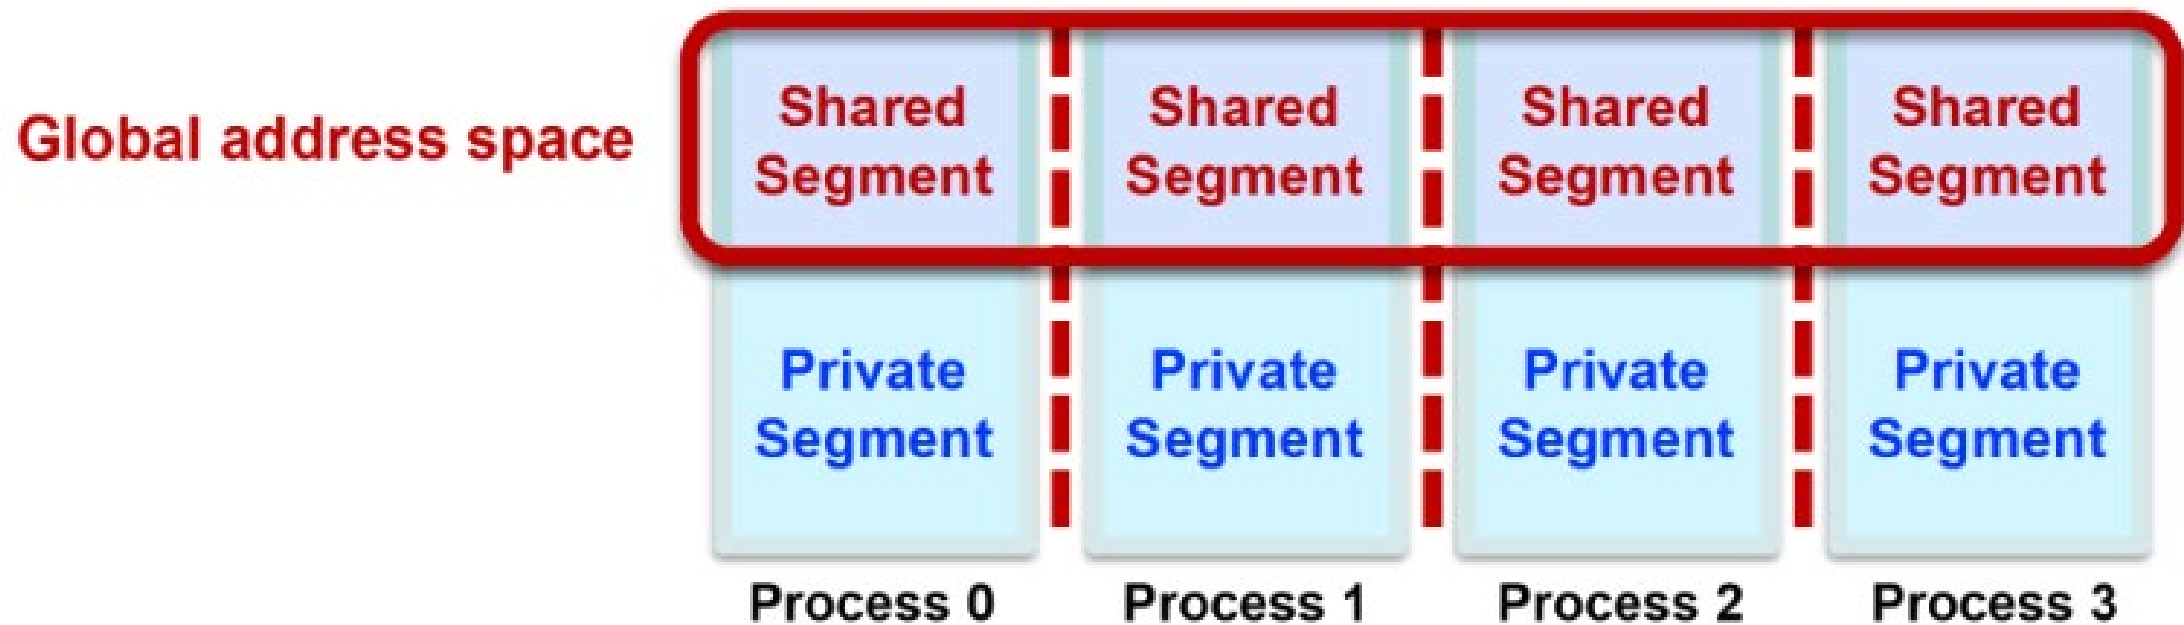 Global address space
Shared
Segment
Shared
Segment
Shared
Segment
Shared
Segment
Private
Segment
Private
Segment
Private
Segment
Private
Segment
Process 0
Process 1
Process 2
Process 3